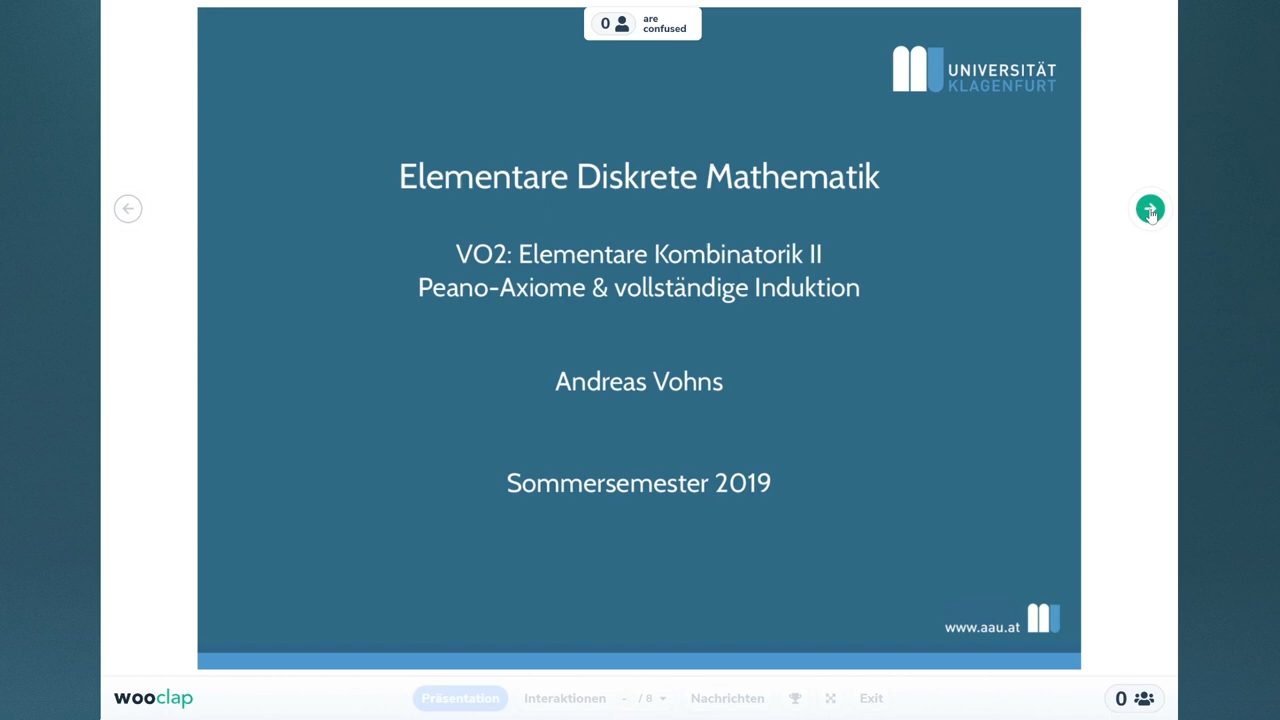 0 are
confused
UNIVERSITÄT
KLAGENFURT
Elementare Diskrete Mathematik
VO2: Elementare Kombinatorik II
Peano-Axiome & vollständige Induktion
Andreas Vohns
Sommersemester 2019
www.aau.at
wooclap
Präsentation Interaktionen - / 8 Nachrichten Exit
0